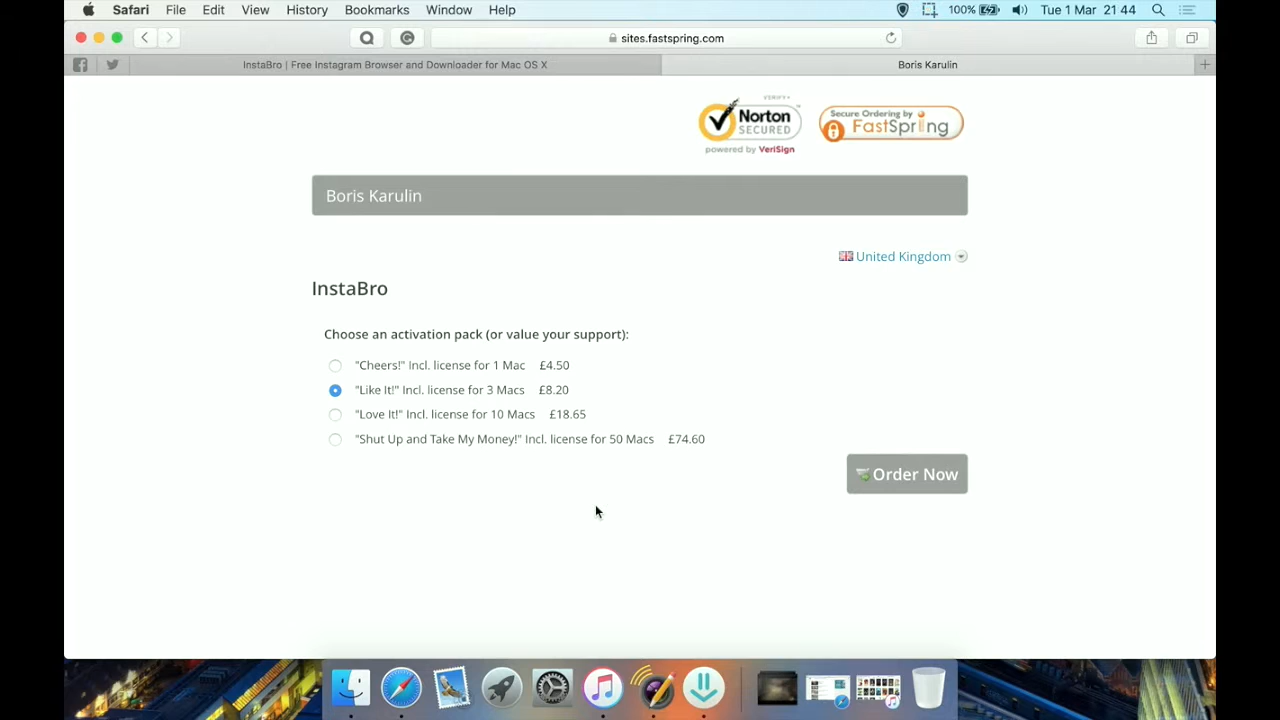 Safari File Edit View History Bookmarks Window Help 100% Tue 1 Mar 21 44
sites.fastspring.com
InstaBro | Free Instagram Browser and Downloader for Mac OS X
Boris Karulin
VERIFY
Norton
SECURED
powered by VeriSign
Secure Ordering by
FastSpring
Boris Karulin
United Kingdom
InstaBro
Choose an activation pack (or value your support):
"Cheers!" Incl. license for 1 Mac £4.50
"Like It!" Incl. license for 3 Macs £8.20
"Love It!" Incl. license for 10 Macs £18.65
"Shut Up and Take My Money!" Incl. license for 50 Macs £74.60
Order Now